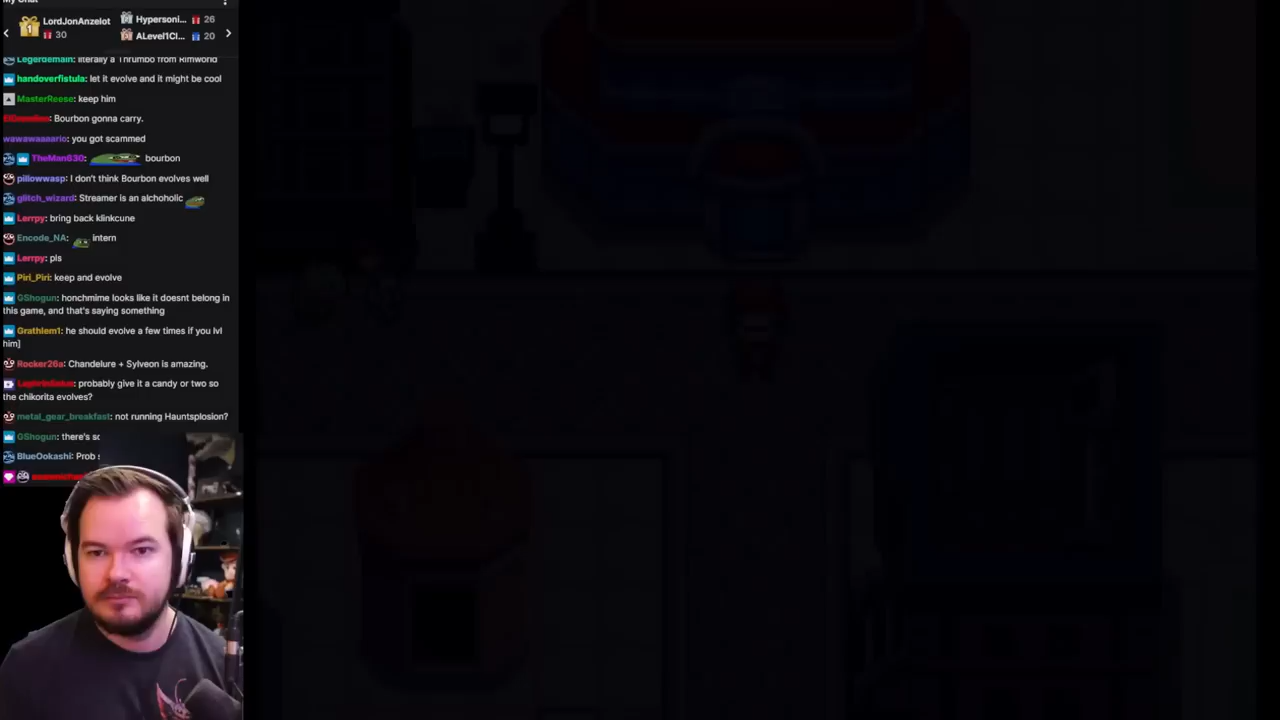 My Chat
LordJonAnzelot
30
Hypersoni... 26
ALevel1Cl... 20
Legerdemain: literally a Thrumbo from Rimworld
handoverfistula: let it evolve and it might be cool
MasterReese: keep him
Bourbon gonna carry.
wawawaaaario: you got scammed
TheMan630: bourbon
pillowwasp: I don't think Bourbon evolves well
glitch_wizard: Streamer is an alchoholic
Lerrpy: bring back klinkcune
Encode_NA: intern
Lerrpy: pls
Piri_Piri: keep and evolve
GShogun: honchmime looks like it doesnt belong in
this game, and that's saying something
Grathlem1: he should evolve a few times if you lvl
him]
Rocker26a: Chandelure + Sylveon is amazing.
probably give it a candy or two so
the chikorita evolves?
metal_gear_breakfast: not running Hauntsplosion?
GShogun: there's sc
BlueOokashi: Prob s